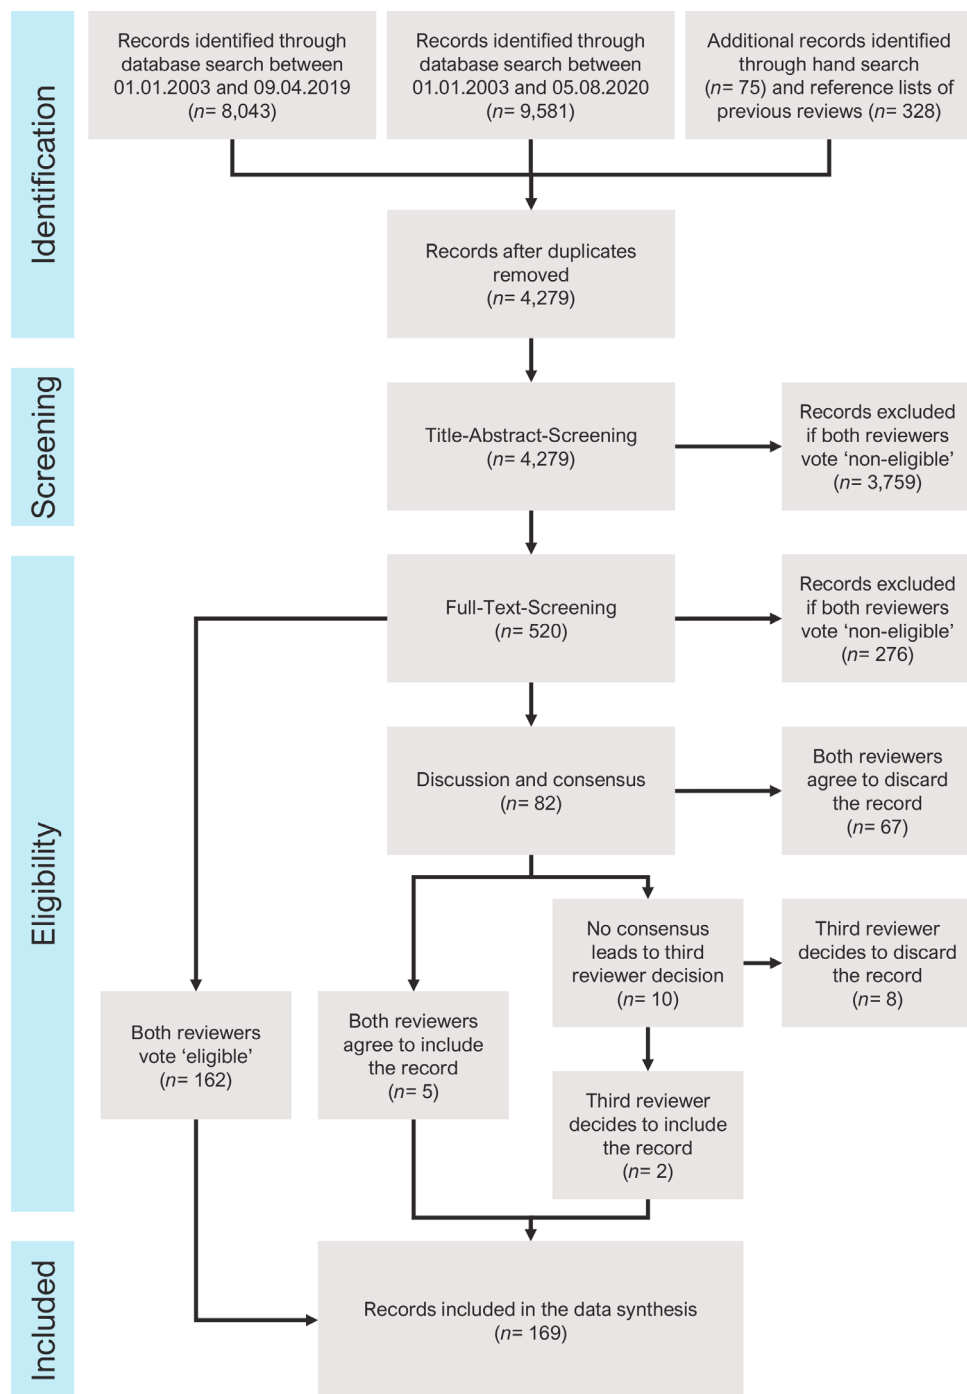 Identification
Records identified through
database search between
01.01.2003 and 09.04.2019
(n= 8,043)
Records identified through
database search between
01.01.2003 and 05.08.2020
(n= 9,581)
Additional records identified
through hand search
(n= 75) and reference lists of
previous reviews (n= 328)
Records after duplicates
removed
(n= 4,279)
Screening
Title-Abstract-Screening
(n= 4,279)
Records excluded
if both reviewers
vote ‘non-eligible’
(n= 3,759)
Eligibility
Full-Text-Screening
(n= 520)
Records excluded
if both reviewers
vote ‘non-eligible’
(n= 276)
Discussion and consensus
(n= 82)
Both reviewers
agree to discard
the record
(n= 67)
No consensus
leads to third
reviewer decision
(n= 10)
Third reviewer
decides to discard
the record
(n= 8)
Both reviewers
vote ‘eligible’
(n= 162)
Both reviewers
agree to include
the record
(n= 5)
Third reviewer
decides to include
the record
(n= 2)
Included
Records included in the data synthesis
(n= 169)